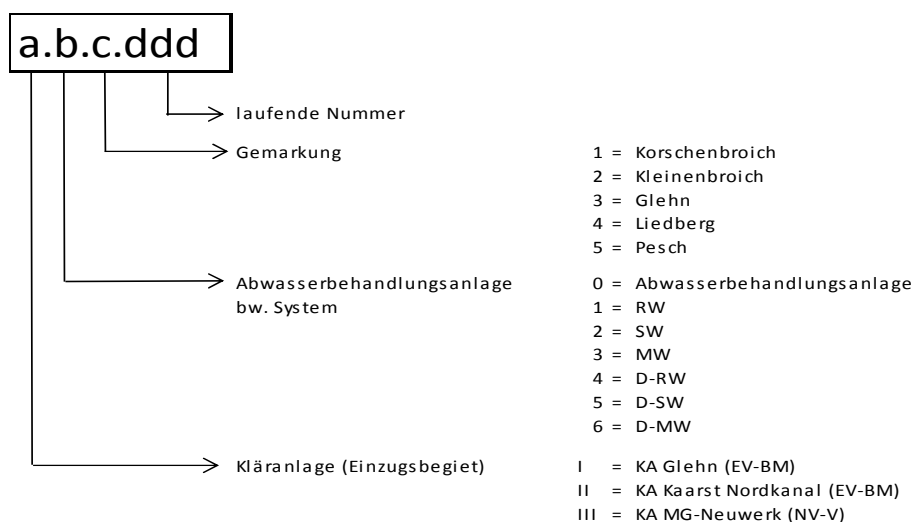 a.b.c.ddd
laufende Nummer
Gemarkung 1 = Korschenbroich
2 = Kleinenbroich
3 = Glehn
4 = Liedberg
5 = Pesch
Abwasserbehandlungsanlage 0 = Abwasserbehandlungsanlage
bw. System 1 = RW
2 = SW
3 = MW
4 = D-RW
5 = D-SW
6 = D-MW
Kläranlage (Einzugsbegiet) I = KA Glehn (EV-BM)
II = KA Kaarst Nordkanal (EV-BM)
III = KA MG-Neuwerk (NV-V)